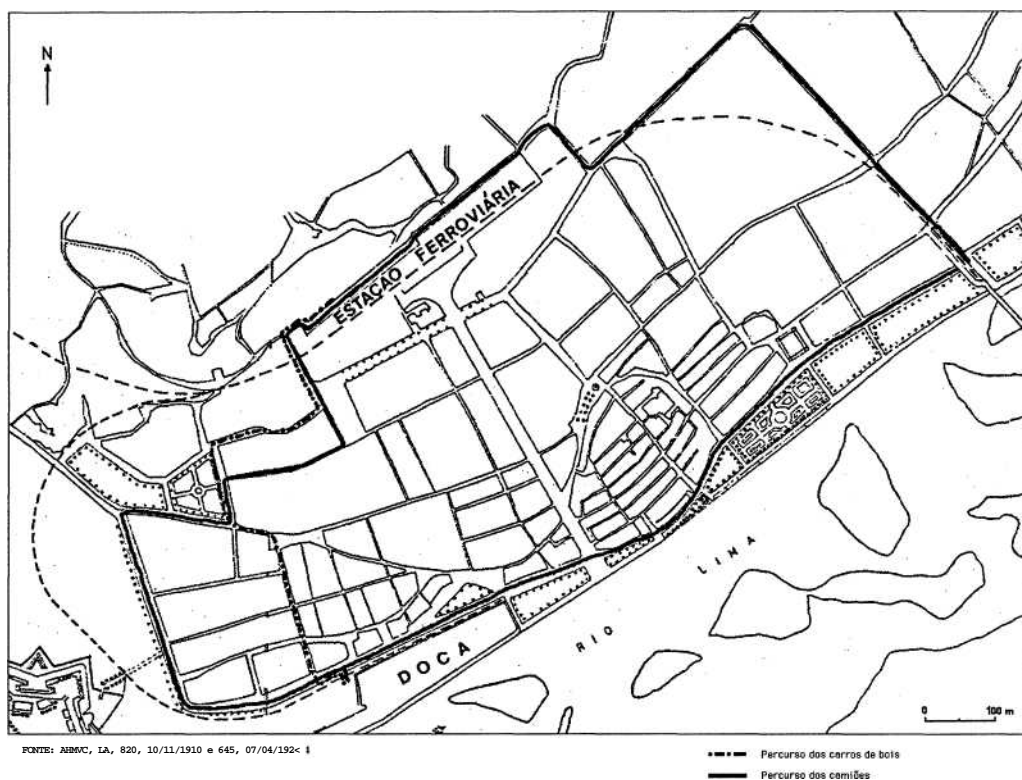 N
ESTAÇÃO FERROVIÁRIA
DOCA
RIO LIMA
0 100 m
FONTE: AHMVC, LA, 820, 10/11/1910 e 645, 07/04/192
Percurso dos carros de bois
Percurso dos camiões